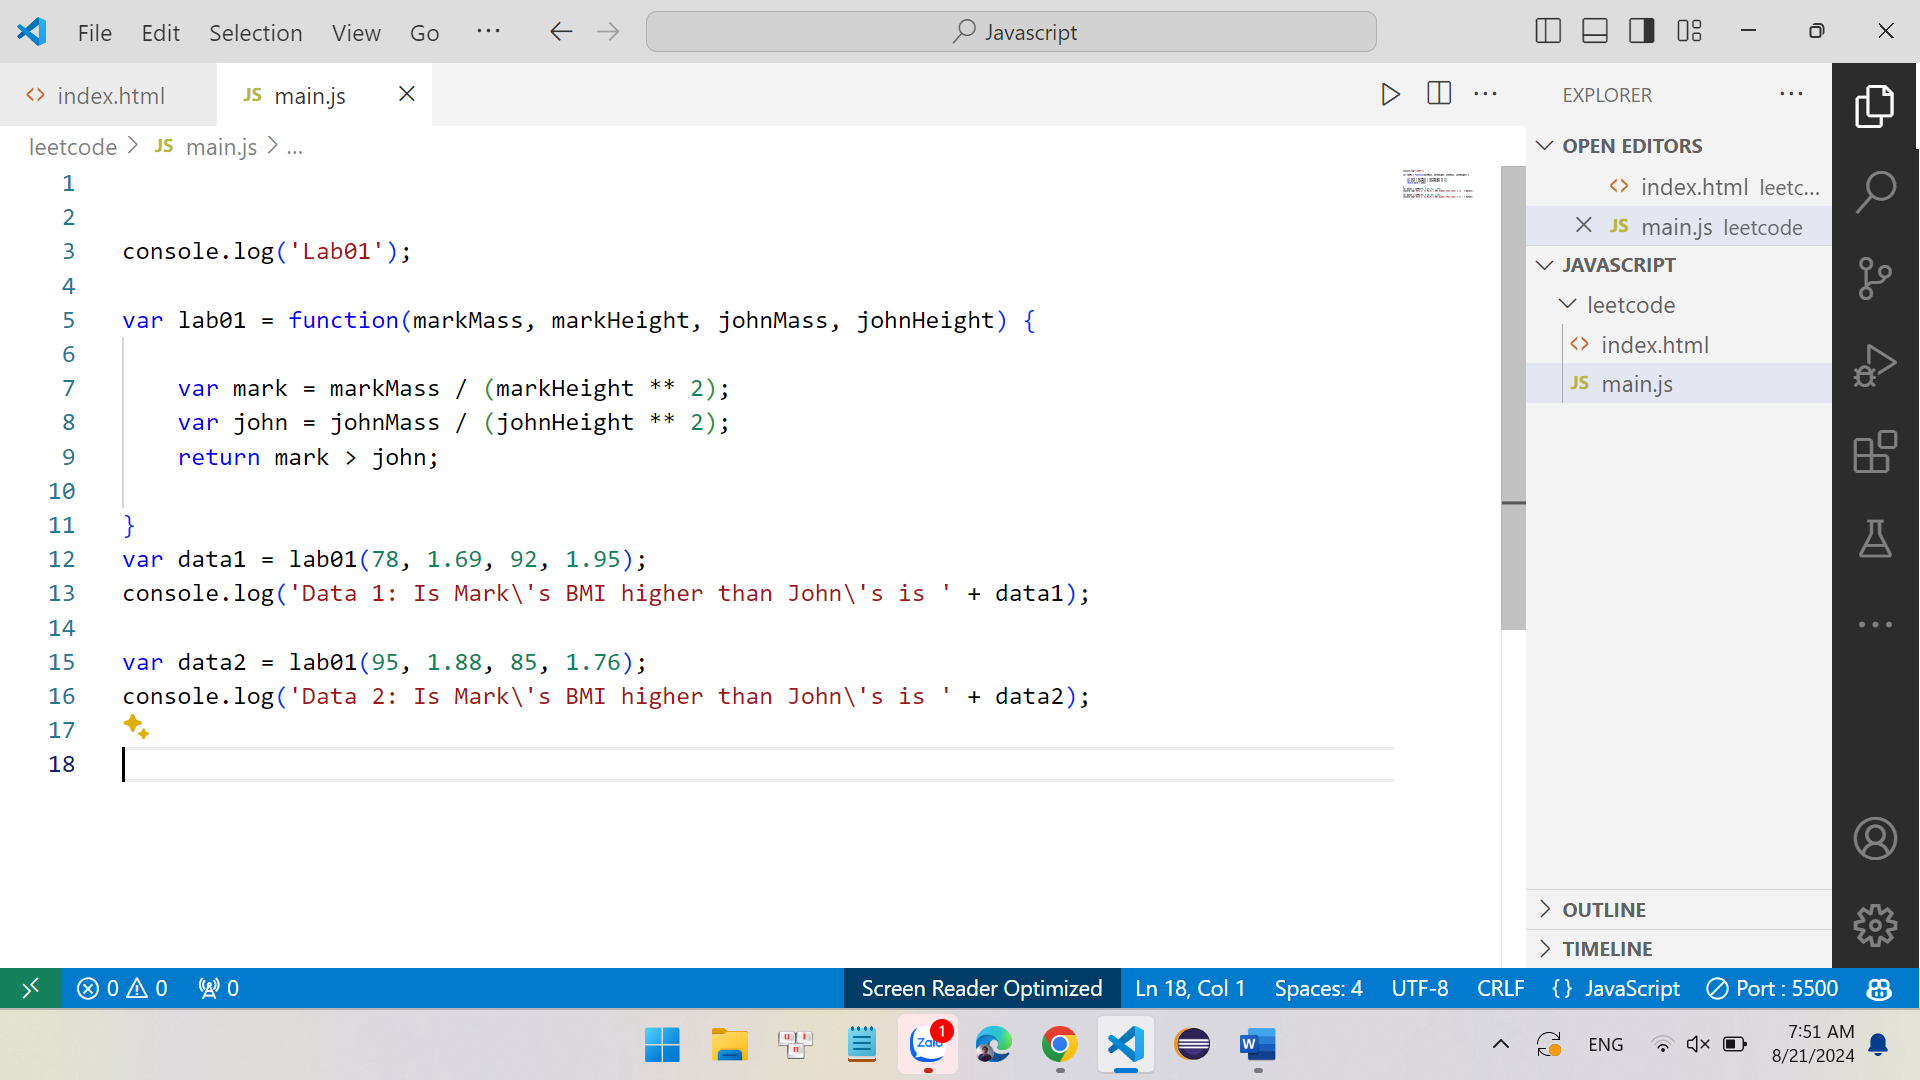 File Edit Selection View Go ... Javascript
index.html JS main.js
leetcode > JS main.js > ...
1
2
3 console.log('Lab01');
4
5 var lab01 = function(markMass, markHeight, johnMass, johnHeight) {
6
7 var mark = markMass / (markHeight ** 2);
8 var john = johnMass / (johnHeight ** 2);
9 return mark > john;
10
11 }
12 var data1 = lab01(78, 1.69, 92, 1.95);
13 console.log('Data 1: Is Mark\'s BMI higher than John\'s is ' + data1);
14
15 var data2 = lab01(95, 1.88, 85, 1.76);
16 console.log('Data 2: Is Mark\'s BMI higher than John\'s is ' + data2);
17
18
EXPLORER ...
OPEN EDITORS
index.html leetc...
JS main.js leetcode
JAVASCRIPT
leetcode
index.html
JS main.js
OUTLINE
TIMELINE
0 0 0 Screen Reader Optimized Ln 18, Col 1 Spaces: 4 UTF-8 CRLF {} JavaScript Port : 5500
Zalo 1 W ENG 7:51 AM
8/21/2024